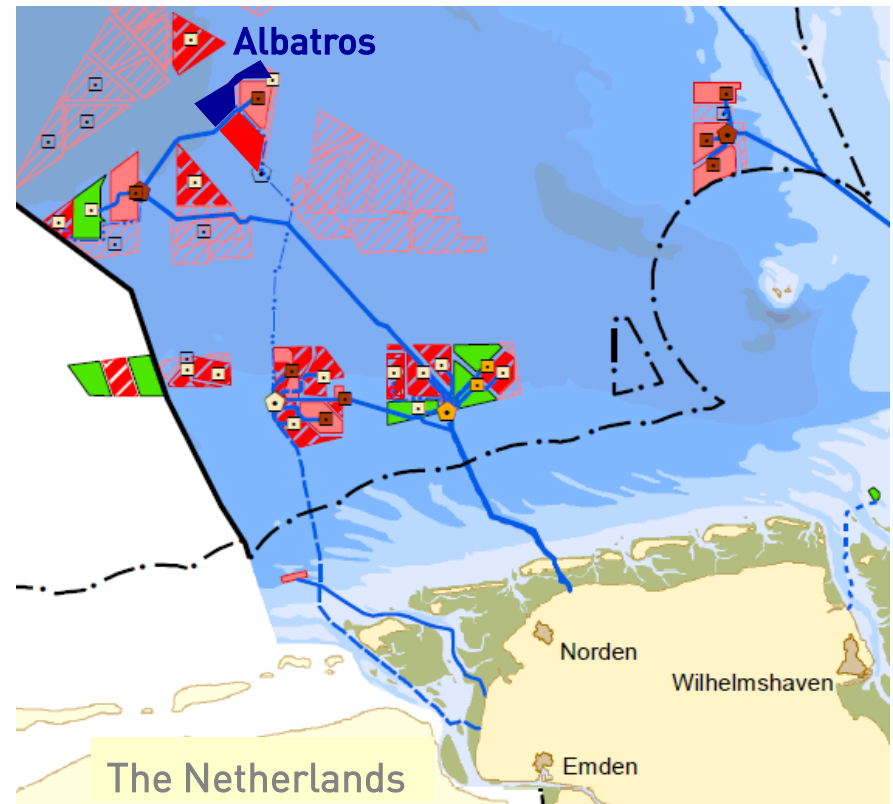 Albatros
Norden
Wilhelmshaven
Emden
The Netherlands